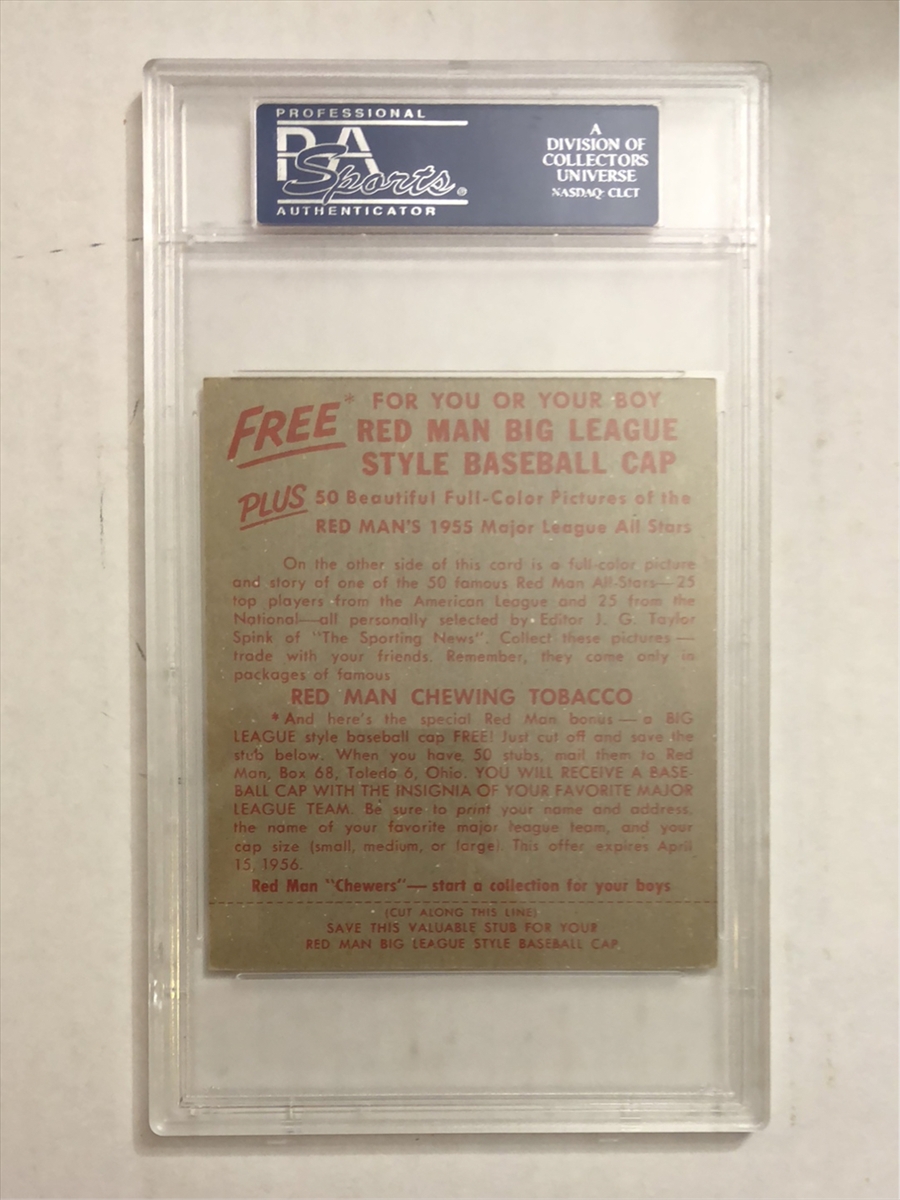 PROFESSIONAL
PSA
Sports®
AUTHENTICATOR
A
DIVISION OF
COLLECTORS
UNIVERSE
NASDAQ: CLCT
FREE* FOR YOU OR YOUR BOY
RED MAN BIG LEAGUE
STYLE BASEBALL CAP
PLUS 50 Beautiful Full-Color Pictures of the
RED MAN'S 1955 Major League All Stars
On the other side of this card is a full-color picture
and story of one of the 50 famous Red Man All-Stars—25
top players from the American League and 25 from the
National—all personally selected by Editor J. G. Taylor
Spink of "The Sporting News". Collect these pictures—
trade with your friends. Remember, they come only in
packages of famous
RED MAN CHEWING TOBACCO
*And here's the special Red Man bonus—a BIG
LEAGUE style baseball cap FREE! Just cut off and save the
stub below. When you have 50 stubs, mail them to Red
Man, Box 68, Toledo 6, Ohio. YOU WILL RECEIVE A BASE-
BALL CAP WITH THE INSIGNIA OF YOUR FAVORITE MAJOR
LEAGUE TEAM. Be sure to print your name and address,
the name of your favorite major league team, and your
cap size (small, medium, or large). This offer expires April
15, 1956.
Red Man "Chewers"—start a collection for your boys
(CUT ALONG THIS LINE)
SAVE THIS VALUABLE STUB FOR YOUR
RED MAN BIG LEAGUE STYLE BASEBALL CAP